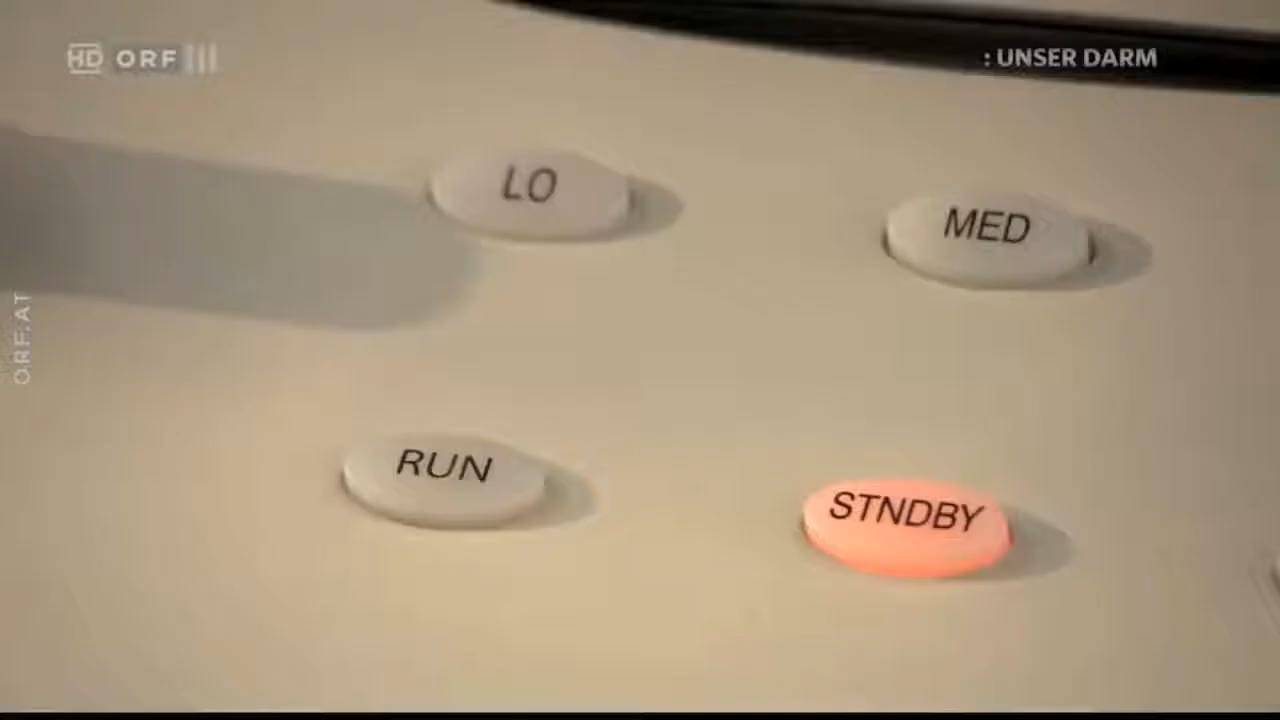 HD ORF III
: UNSER DARM
LO
MED
ORF.AT
RUN
STNDBY